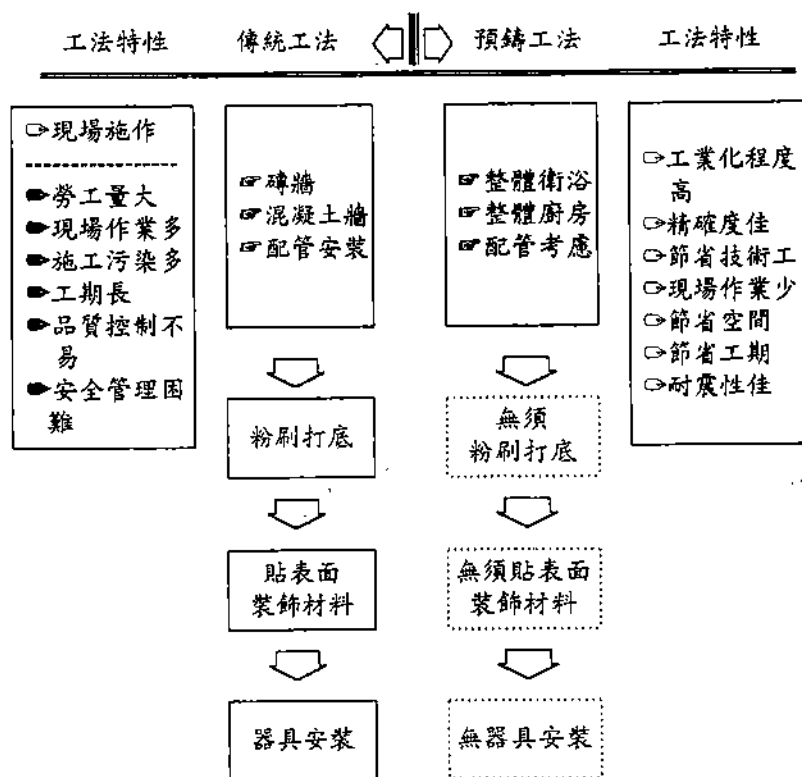 工法特性 傳統工法 預鑄工法 工法特性
現場施作
勞工量大
現場作業多
施工污染多
工期長
品質控制不
易
安全管理困
難
磚牆
混凝土牆
配管安裝
粉刷打底
貼表面
裝飾材料
器具安裝
整體衛浴
整體廚房
配管考慮
無須
粉刷打底
無須貼表面
裝飾材料
無器具安裝
工業化程度
高
精確度佳
節省技術工
現場作業少
節省空間
節省工期
耐震性佳